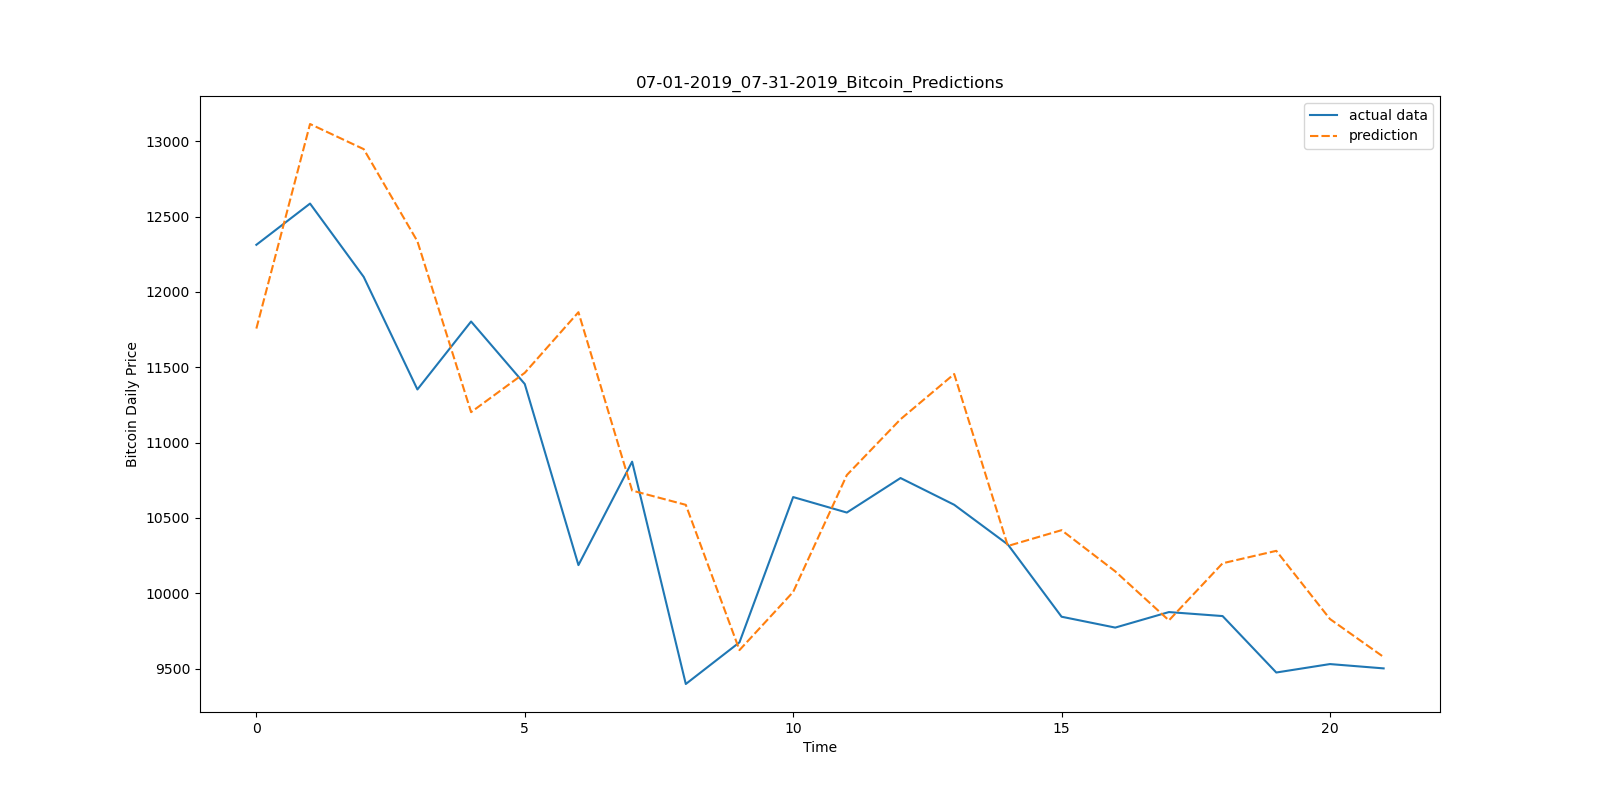 07-01-2019_07-31-2019_Bitcoin_Predictions
actual data
prediction
Bitcoin Daily Price
13000
12500
12000
11500
11000
10500
10000
9500
0
5
10
15
20
Time